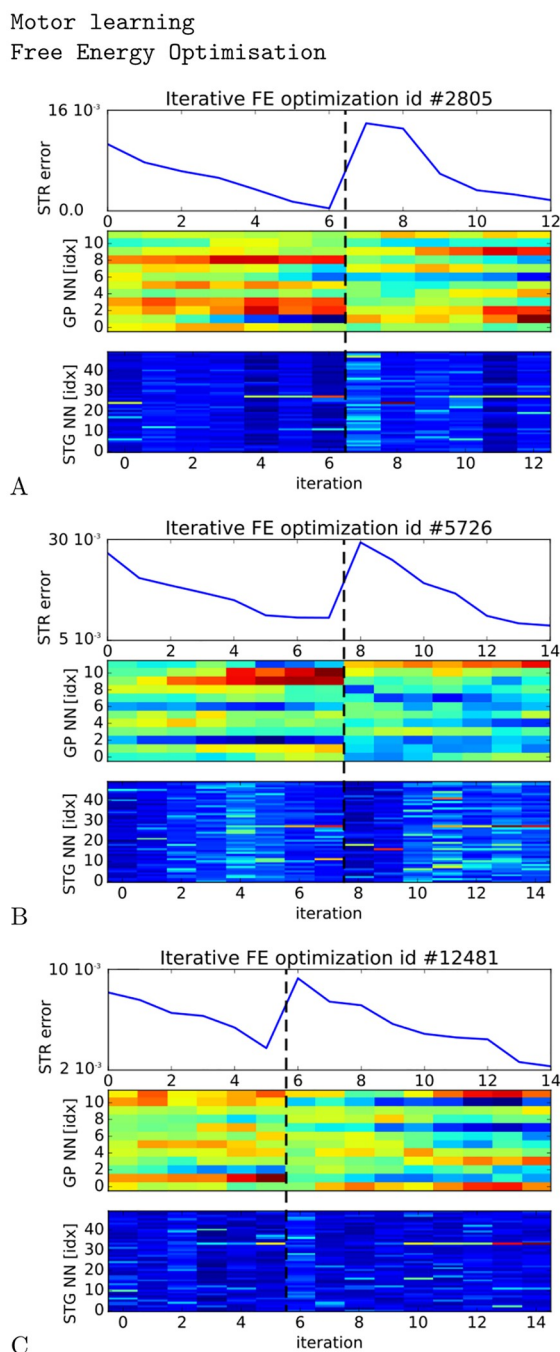 Motor learning
Free Energy Optimisation
Iterative FE optimization id #2805
16 10⁻³
STR error
0.0
0 2 4 6 8 10 12
GP NN [idx]
10
8
6
4
2
0
STG NN [idx]
40
30
20
10
0
0 2 4 6 8 10 12
iteration
A
Iterative FE optimization id #5726
30 10⁻³
STR error
5 10⁻³
0 2 4 6 8 10 12 14
GP NN [idx]
10
8
6
4
2
0
STG NN [idx]
40
30
20
10
0
0 2 4 6 8 10 12 14
iteration
B
Iterative FE optimization id #12481
10 10⁻³
STR error
2 10⁻³
0 2 4 6 8 10 12 14
GP NN [idx]
10
8
6
4
2
0
STG NN [idx]
40
30
20
10
0
0 2 4 6 8 10 12 14
iteration
C